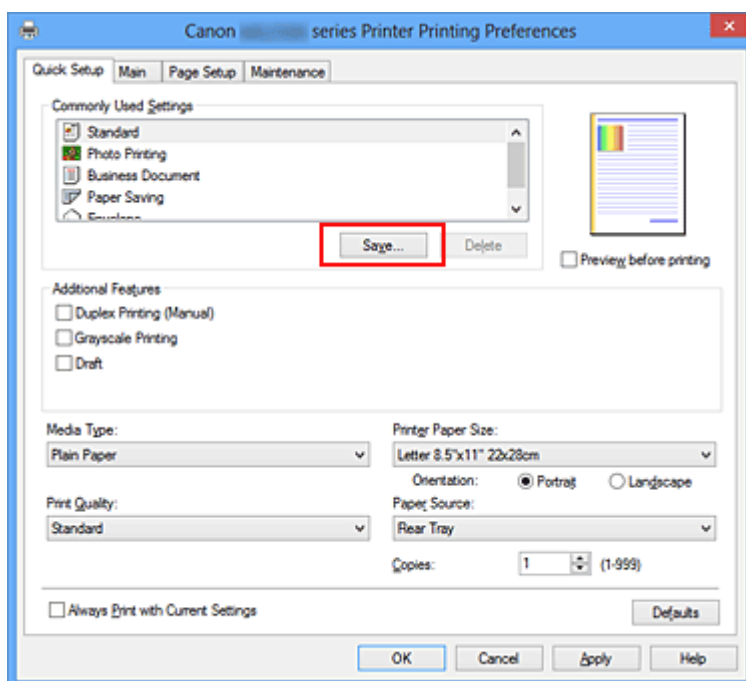 Canon series Printer Printing Preferences
Quick Setup Main Page Setup Maintenance
Commonly Used Settings
Standard
Photo Printing
Business Document
Paper Saving
Save... Delete
Preview before printing
Additional Features
Duplex Printing (Manual)
Grayscale Printing
Draft
Media Type: Printer Paper Size:
Plain Paper Letter 8.5"x11" 22x28cm
Orientation: Portrait Landscape
Print Quality: Paper Source:
Standard Rear Tray
Copies: 1 (1-999)
Always Print with Current Settings Defaults
OK Cancel Apply Help